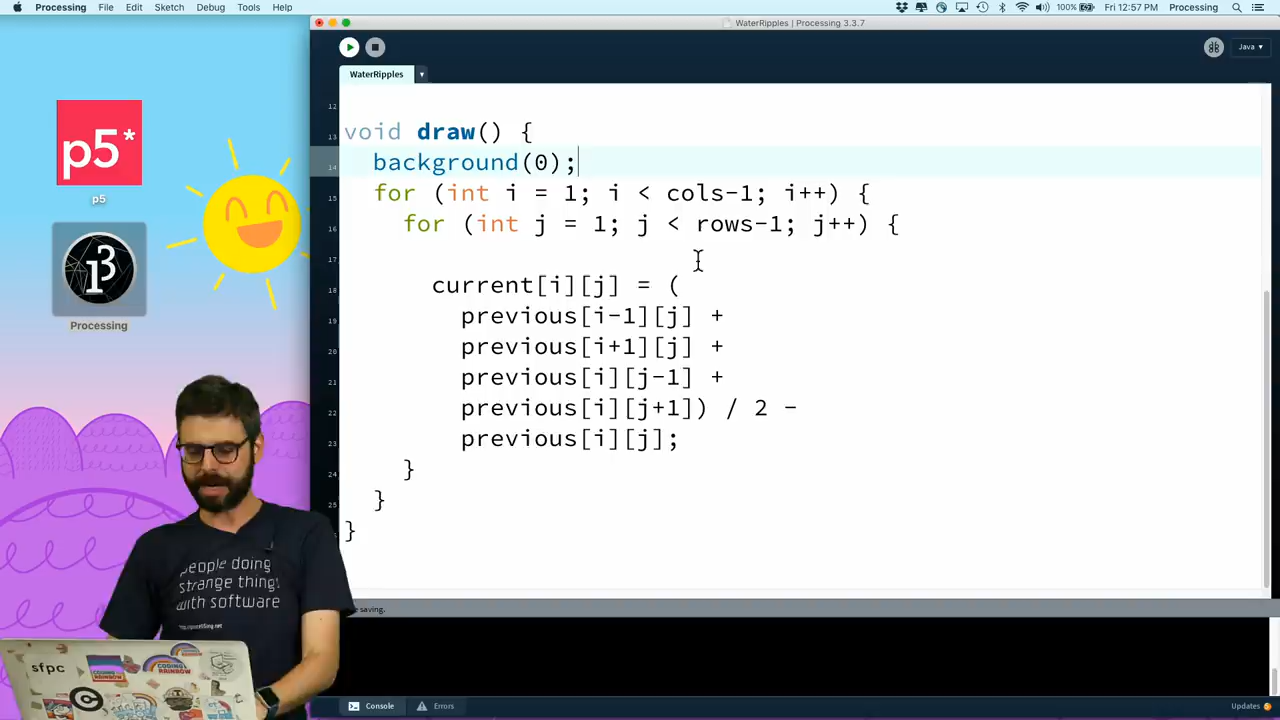 Processing File Edit Sketch Debug Tools Help
100% Fri 12:57 PM Processing
WaterRipples | Processing 3.3.7
Java
WaterRipples
p5*
p5
Processing
12
13 void draw() {
14 background(0);
15 for (int i = 1; i < cols-1; i++) {
16 for (int j = 1; j < rows-1; j++) {
17
18 current[i][j] = (
19 previous[i-1][j] +
20 previous[i+1][j] +
21 previous[i][j-1] +
22 previous[i][j+1]) / 2 -
23 previous[i][j];
24 }
25 }
}
saving.
people doing
strange things
with software
sfpc
CODING
RAINBOW
Console Errors
Updates